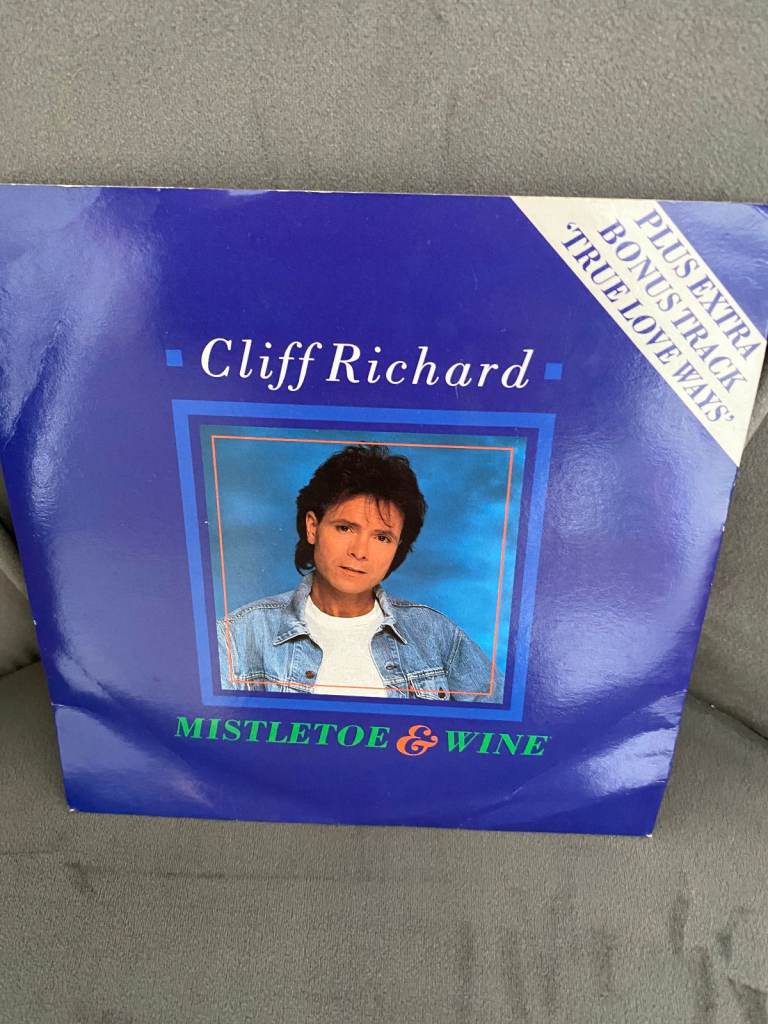 PLUS EXTRA
BONUS TRACK
'TRUE LOVE WAYS'
Cliff Richard
MISTLETOE & WINE